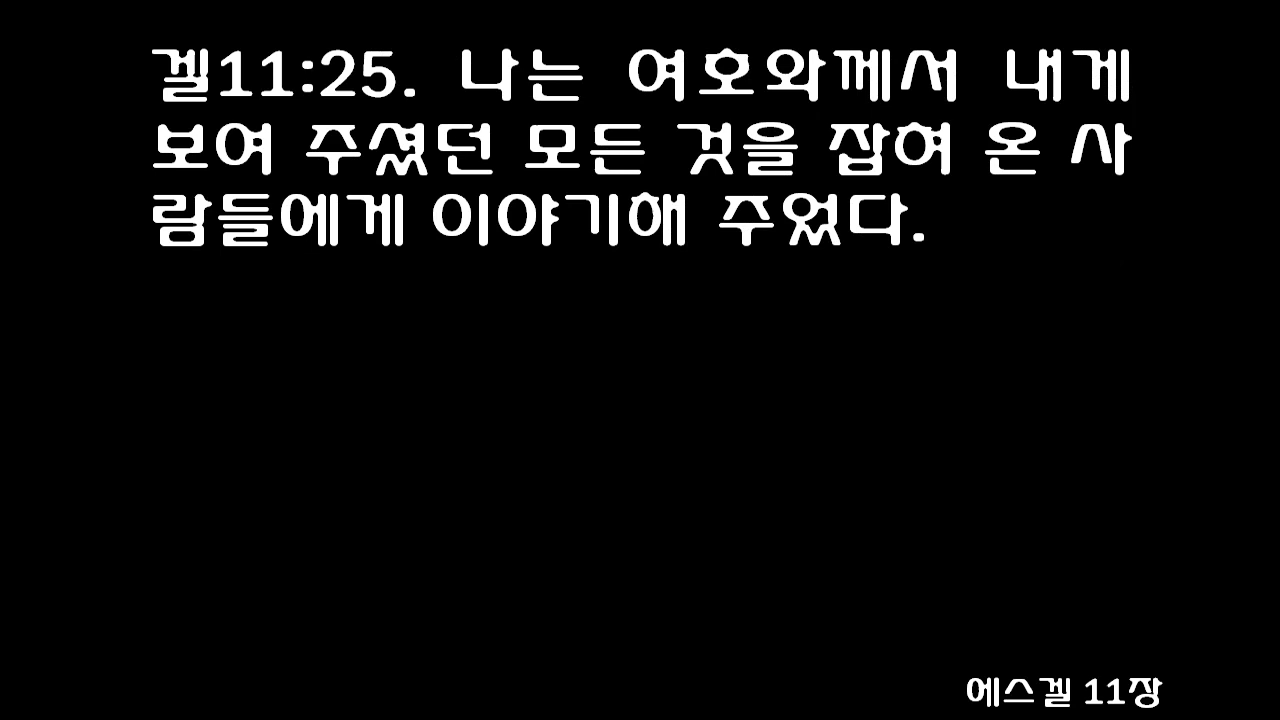 겔11:25. 나는 여호와께서 내게
보여 주셨던 모든 것을 잡혀 온 사
람들에게 이야기해 주었다.
에스겔 11장